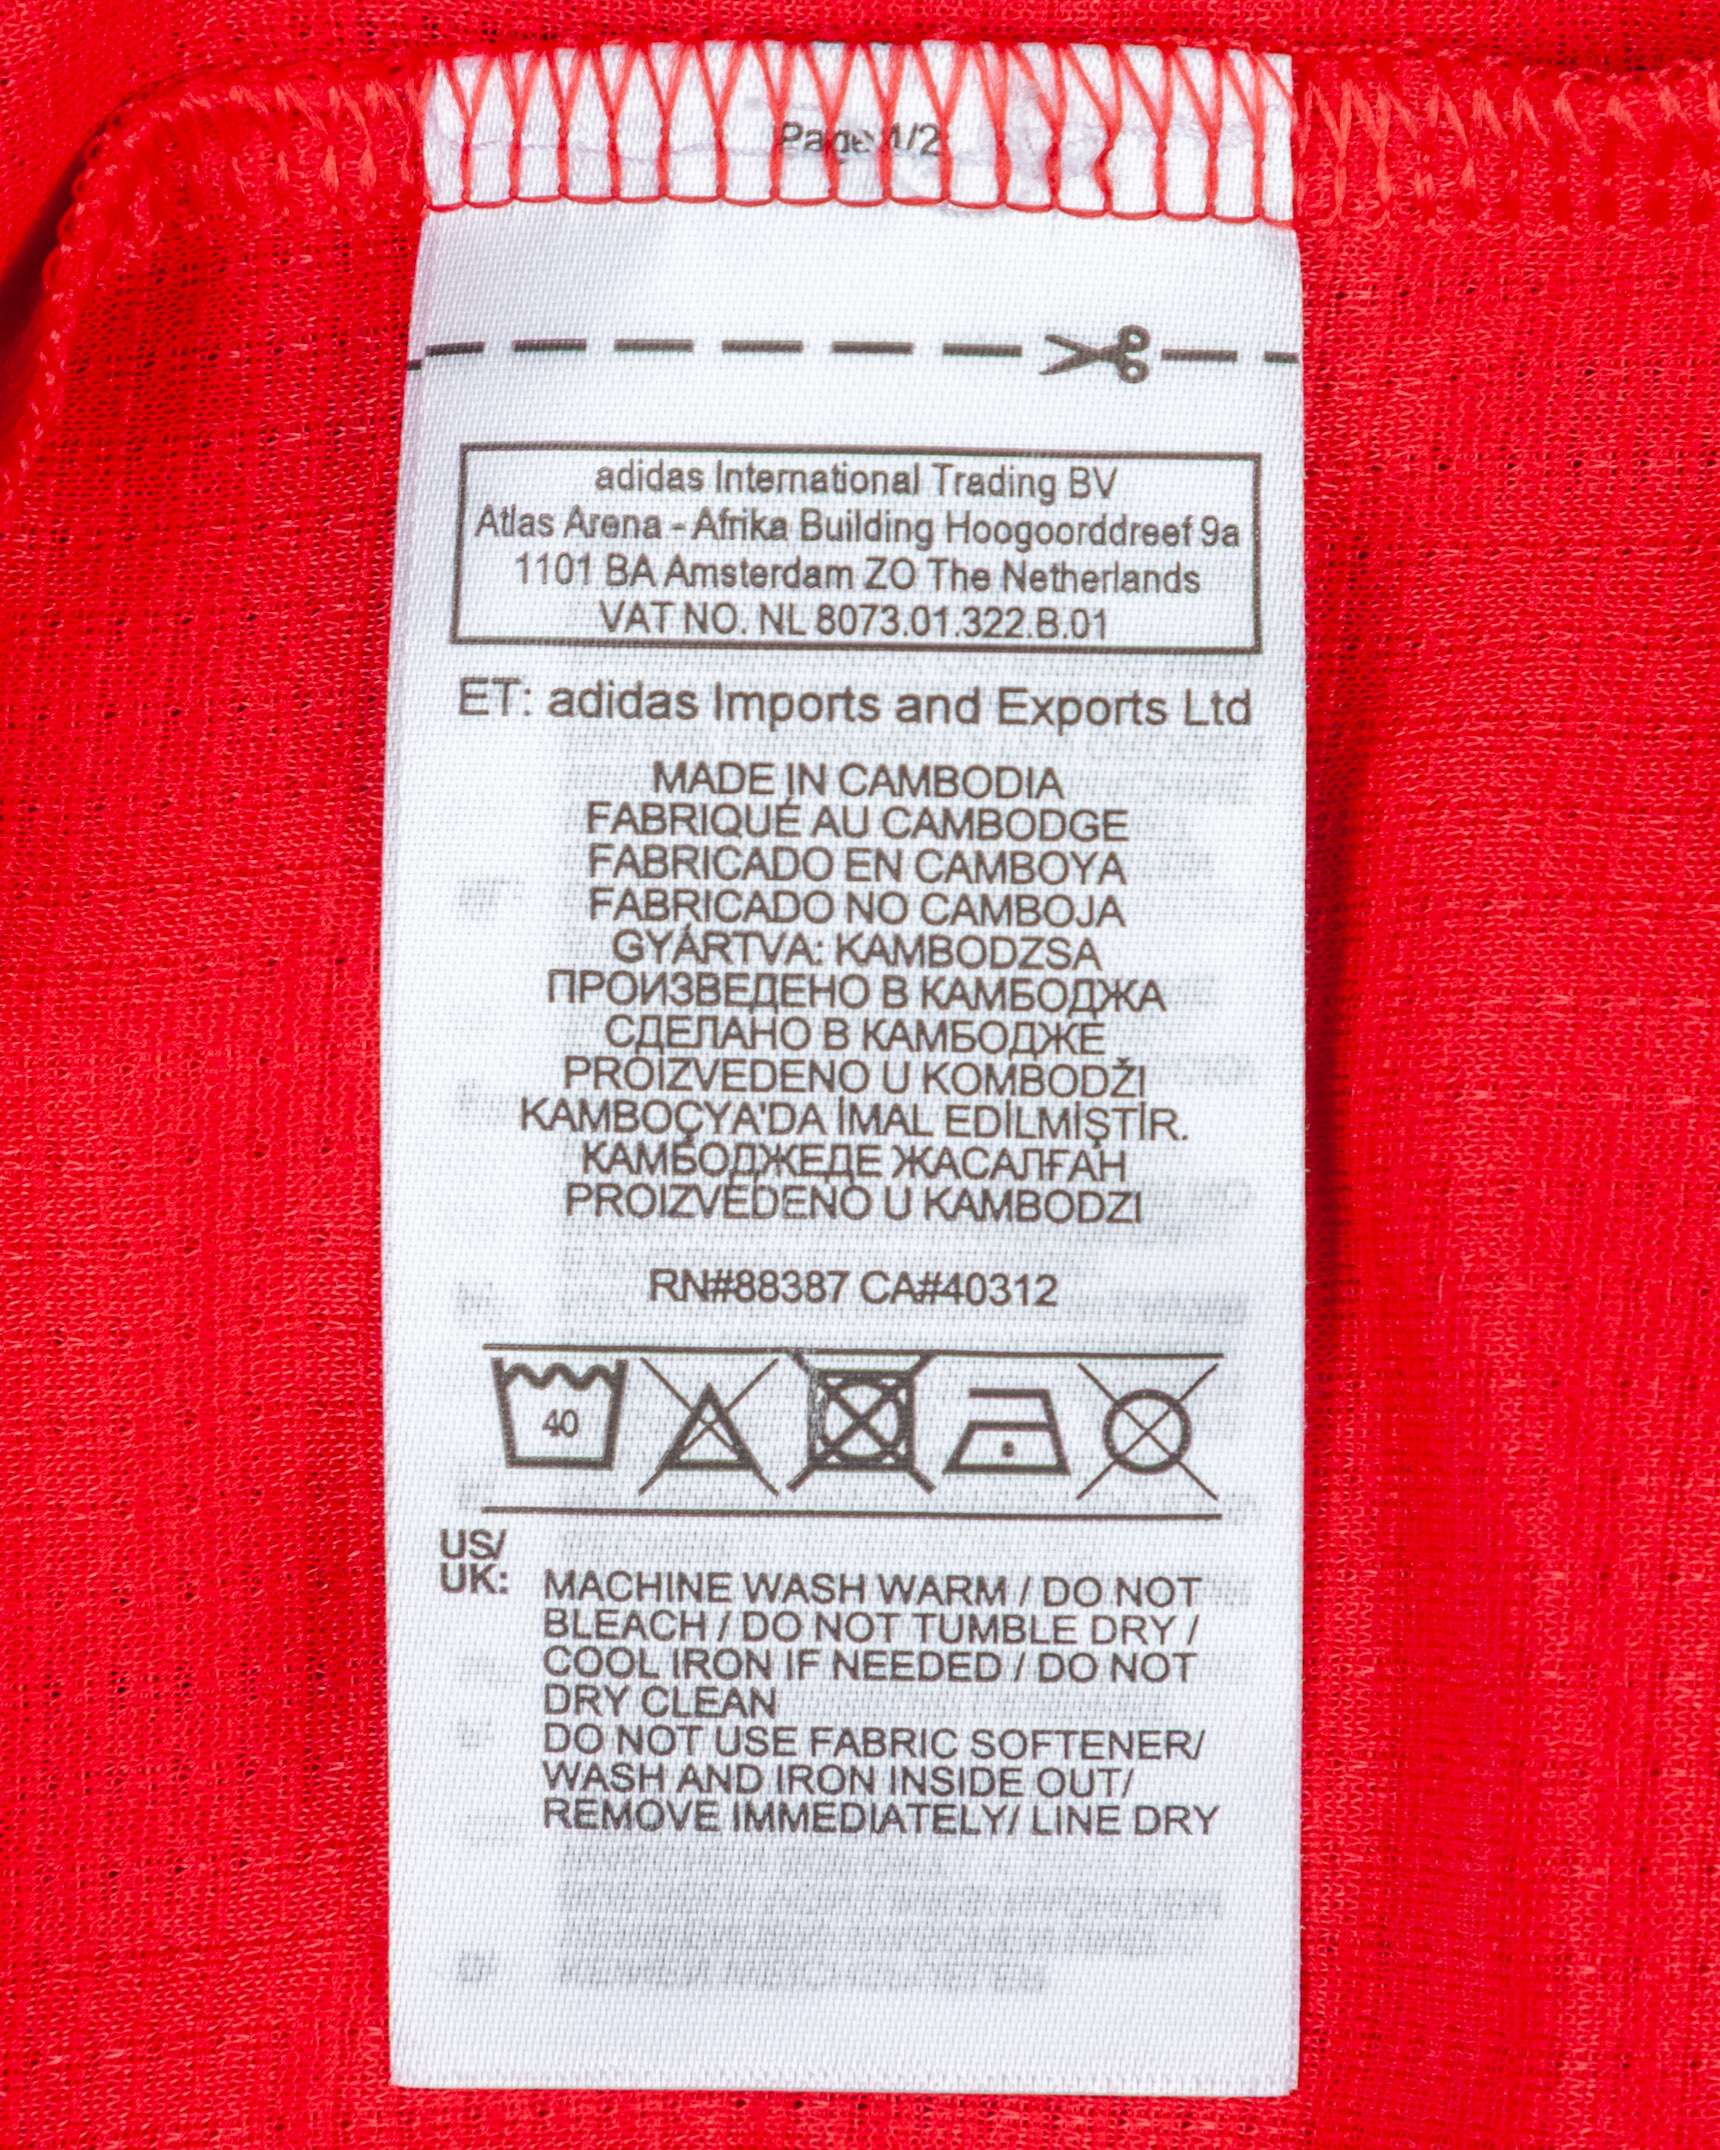 Page 1/2
adidas International Trading BV
Atlas Arena - Afrika Building Hoogoorddreef 9a
1101 BA Amsterdam ZO The Netherlands
VAT NO. NL 8073.01.322.B.01
ET: adidas Imports and Exports Ltd
MADE IN CAMBODIA
FABRIQUÉ AU CAMBODGE
FABRICADO EN CAMBOYA
FABRICADO NO CAMBOJA
GYÁRTVA: KAMBODZSA
ПРОИЗВЕДЕНО В КАМБОДЖА
СДЕЛАНО В КАМБОДЖЕ
PROIZVEDENO U KOMBODŽI
KAMBOÇYA'DA İMAL EDİLMİŞTİR.
КАМБОДЖЕДЕ ЖАСАЛҒАН
PROIZVEDENO U KAMBODZI
RN#88387 CA#40312
40
US/
UK:
MACHINE WASH WARM / DO NOT
BLEACH / DO NOT TUMBLE DRY /
COOL IRON IF NEEDED / DO NOT
DRY CLEAN
DO NOT USE FABRIC SOFTENER/
WASH AND IRON INSIDE OUT/
REMOVE IMMEDIATELY/ LINE DRY